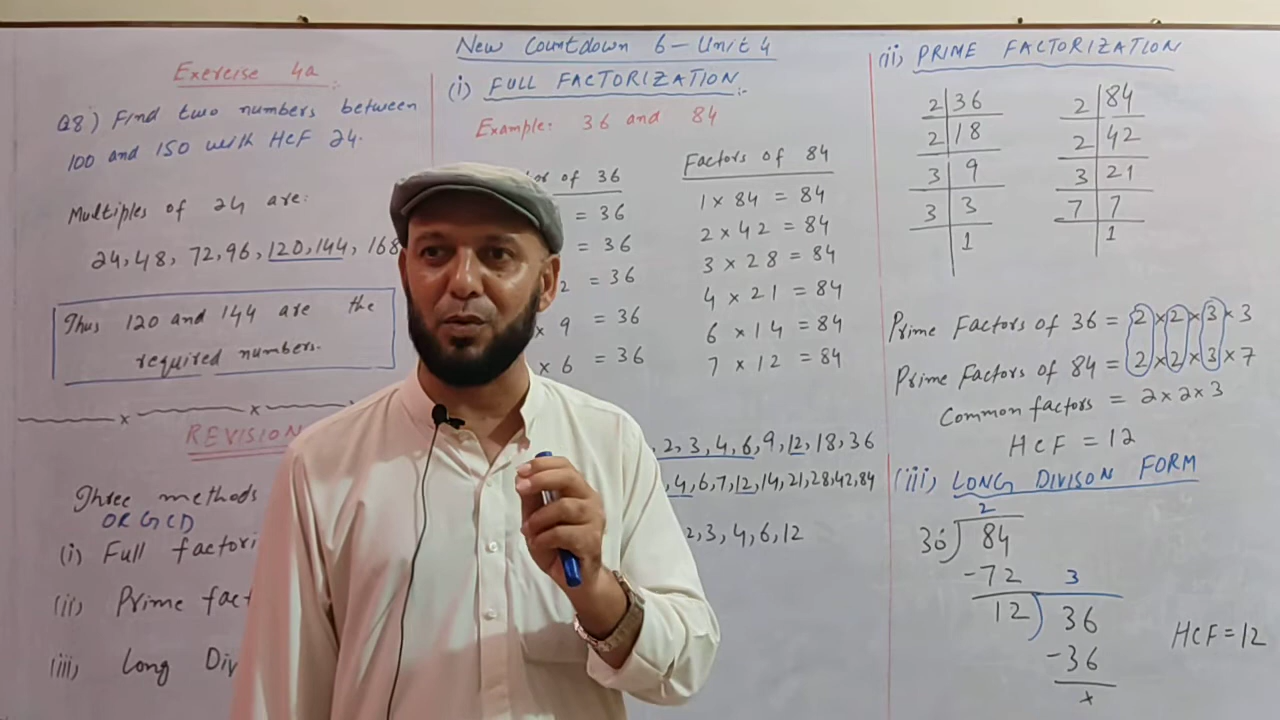 New Countdown 6 - Unit 4
Exercise 4a
Q8) Find two numbers between
100 and 150 with HCF 24.
Multiples of 24 are:
24, 48, 72, 96, 120, 144, 168
Thus 120 and 144 are the
required numbers.
REVISION
Three methods
OR GCD
(i) Full factori
(ii) Prime fact
(iii) Long Div
(i) FULL FACTORIZATION
Example: 36 and 84
of 36
= 36
= 36
2 = 36
× 9 = 36
× 6 = 36
Factors of 84
1 × 84 = 84
2 × 42 = 84
3 × 28 = 84
4 × 21 = 84
6 × 14 = 84
7 × 12 = 84
2, 3, 4, 6, 9, 12, 18, 36
4, 6, 7, 12, 14, 21, 28, 42, 84
2, 3, 4, 6, 12
(ii) PRIME FACTORIZATION
2 36
2 18
3 9
3 3
1
2 84
2 42
3 21
7 7
1
Prime Factors of 36 = 2 × 2 × 3 × 3
Prime Factors of 84 = 2 × 2 × 3 × 7
Common factors = 2 × 2 × 3
HCF = 12
(iii) LONG DIVISON FORM
2
36) 84
-72 3
12) 36
-36
×
HCF = 12